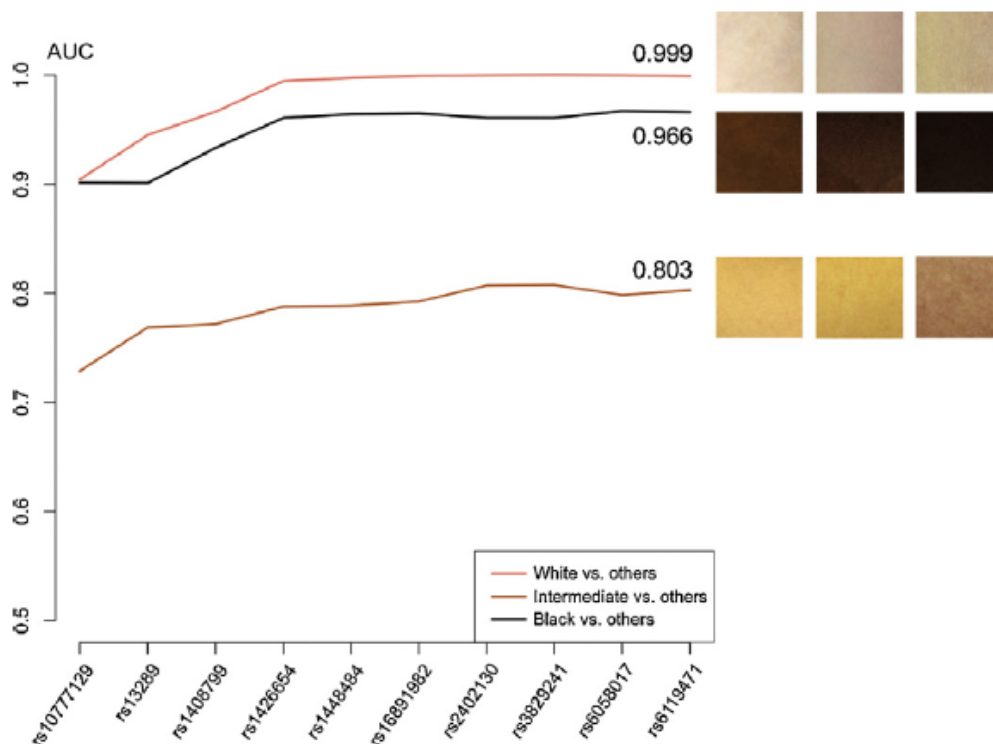 AUC
1.0
0.999
0.966
0.9
0.803
0.8
0.7
0.6
0.5
White vs. others
Intermediate vs. others
Black vs. others
rs10777129
rs13289
rs1408799
rs1426654
rs1448484
rs16891982
rs2402130
rs3829241
rs6058017
rs6119471